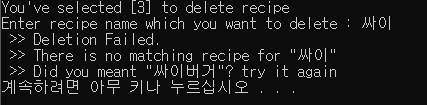 You've selected [3] to delete recipe
Enter recipe name which you want to delete : 싸이
>> Deletion Failed.
>> There is no matching recipe for "싸이"
>> Did you meant "싸이버거"? try it again
계속하려면 아무 키나 누르십시오 . . .